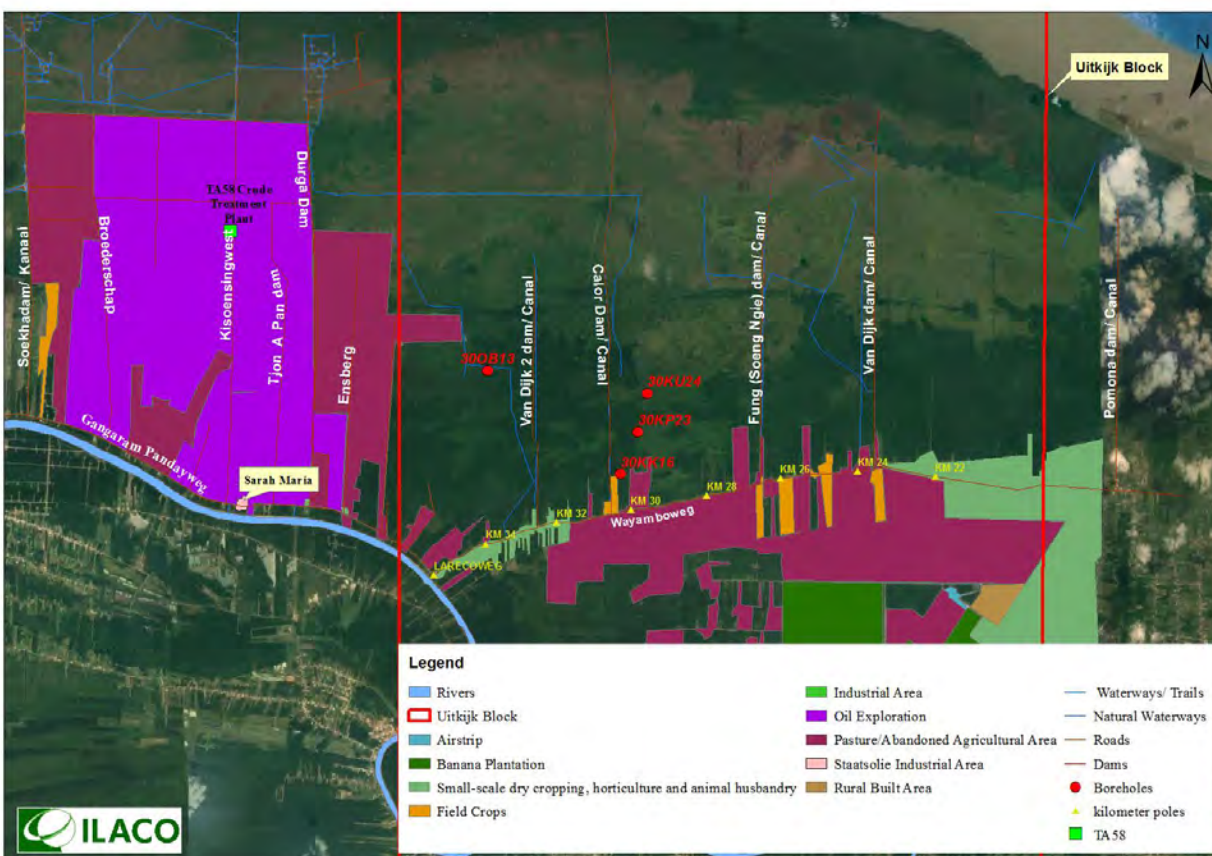 N
Uitkijk Block
TA58 Crude
Treatment
Plant
Durga Dam
Soekhadam/ Kanaal
Broederschap
Kisoensingwest
Tjon A Pan dam
Ensberg
Van Dijk 2 dam/ Canal
Calor Dam/ Canal
Fung (Soeng Ngie) dam/ Canal
Van Dijk dam/ Canal
Pomona dam/ Canal
30OB13
30KU24
30KP23
30KK16
Gangaram Pandayweg
Sarah Maria
KM 22
KM 24
KM 26
KM 28
KM 30
KM 32
KM 34
Wayamboweg
LARECOWEG
Legend
Rivers
Uitkijk Block
Airstrip
Banana Plantation
Small-scale dry cropping, horticulture and animal husbandry
Field Crops
Industrial Area
Oil Exploration
Pasture/Abandoned Agricultural Area
Staatsolie Industrial Area
Rural Built Area
Waterways/ Trails
Natural Waterways
Roads
Dams
Boreholes
kilometer poles
TA58
ILACO